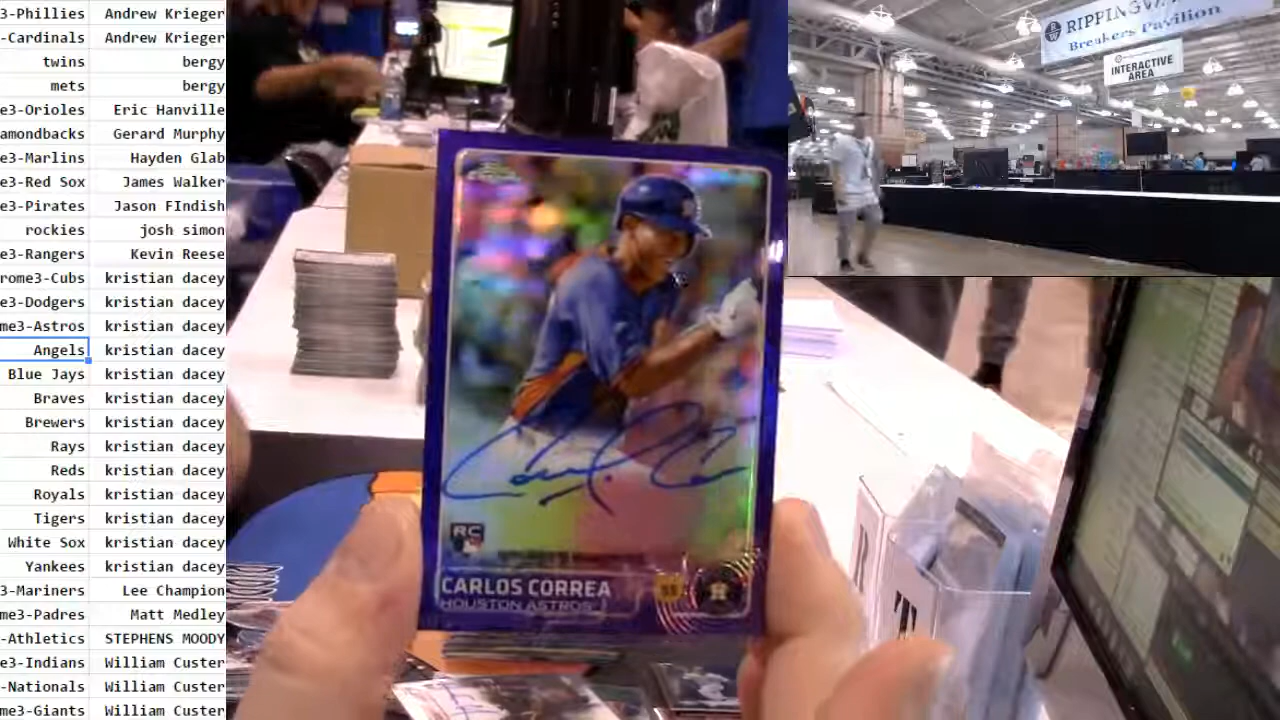 3-Phillies Andrew Krieger
-Cardinals Andrew Krieger
twins bergy
mets bergy
e3-Orioles Eric Hanville
amondbacks Gerard Murphy
e3-Marlins Hayden Glab
e3-Red Sox James Walker
e3-Pirates Jason FIndish
rockies josh simon
e3-Rangers Kevin Reese
rome3-Cubs kristian dacey
e3-Dodgers kristian dacey
me3-Astros kristian dacey
Angels kristian dacey
Blue Jays kristian dacey
Braves kristian dacey
Brewers kristian dacey
Rays kristian dacey
Reds kristian dacey
Royals kristian dacey
Tigers kristian dacey
White Sox kristian dacey
Yankees kristian dacey
3-Mariners Lee Champion
me3-Padres Matt Medley
-Athletics STEPHENS MOODY
e3-Indians William Custer
-Nationals William Custer
me3-Giants William Custer
RC
CARLOS CORREA
HOUSTON ASTROS
RIPPINGWAX
Breakers Pavilion
INTERACTIVE
AREA